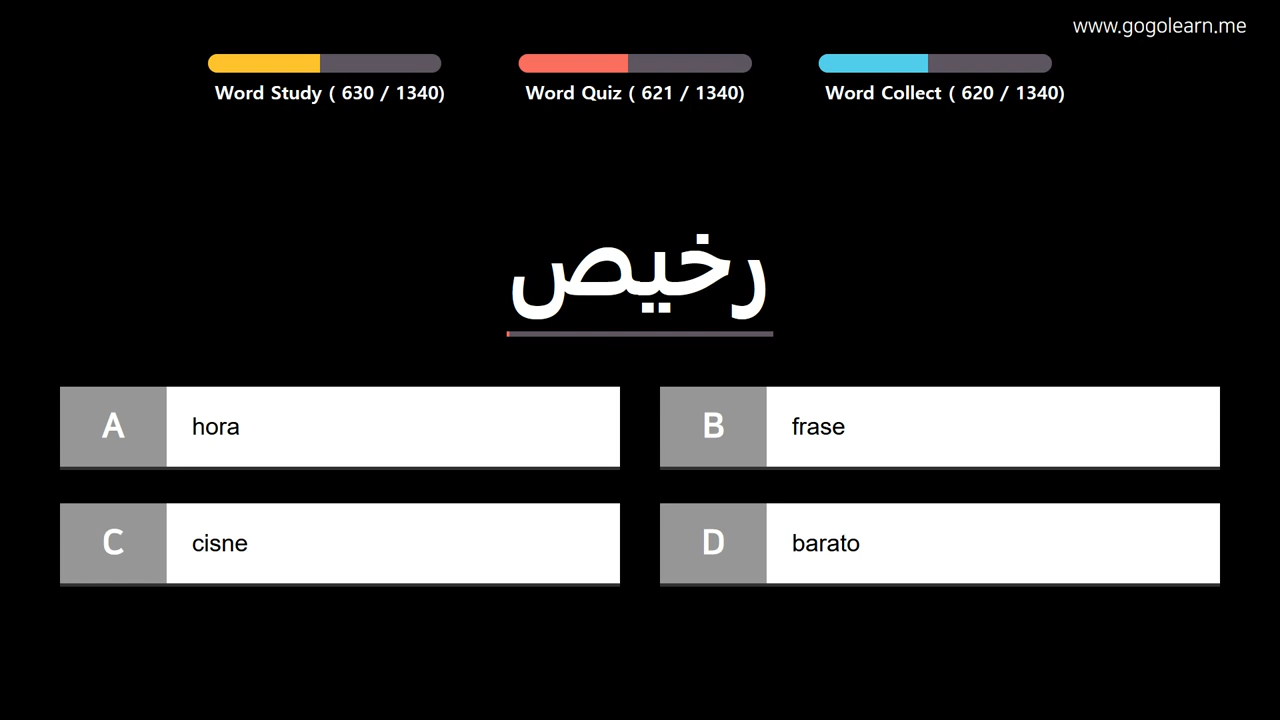 www.gogolearn.me
Word Study ( 630 / 1340)
Word Quiz ( 621 / 1340)
Word Collect ( 620 / 1340)
رخيص
A hora
B frase
C cisne
D barato